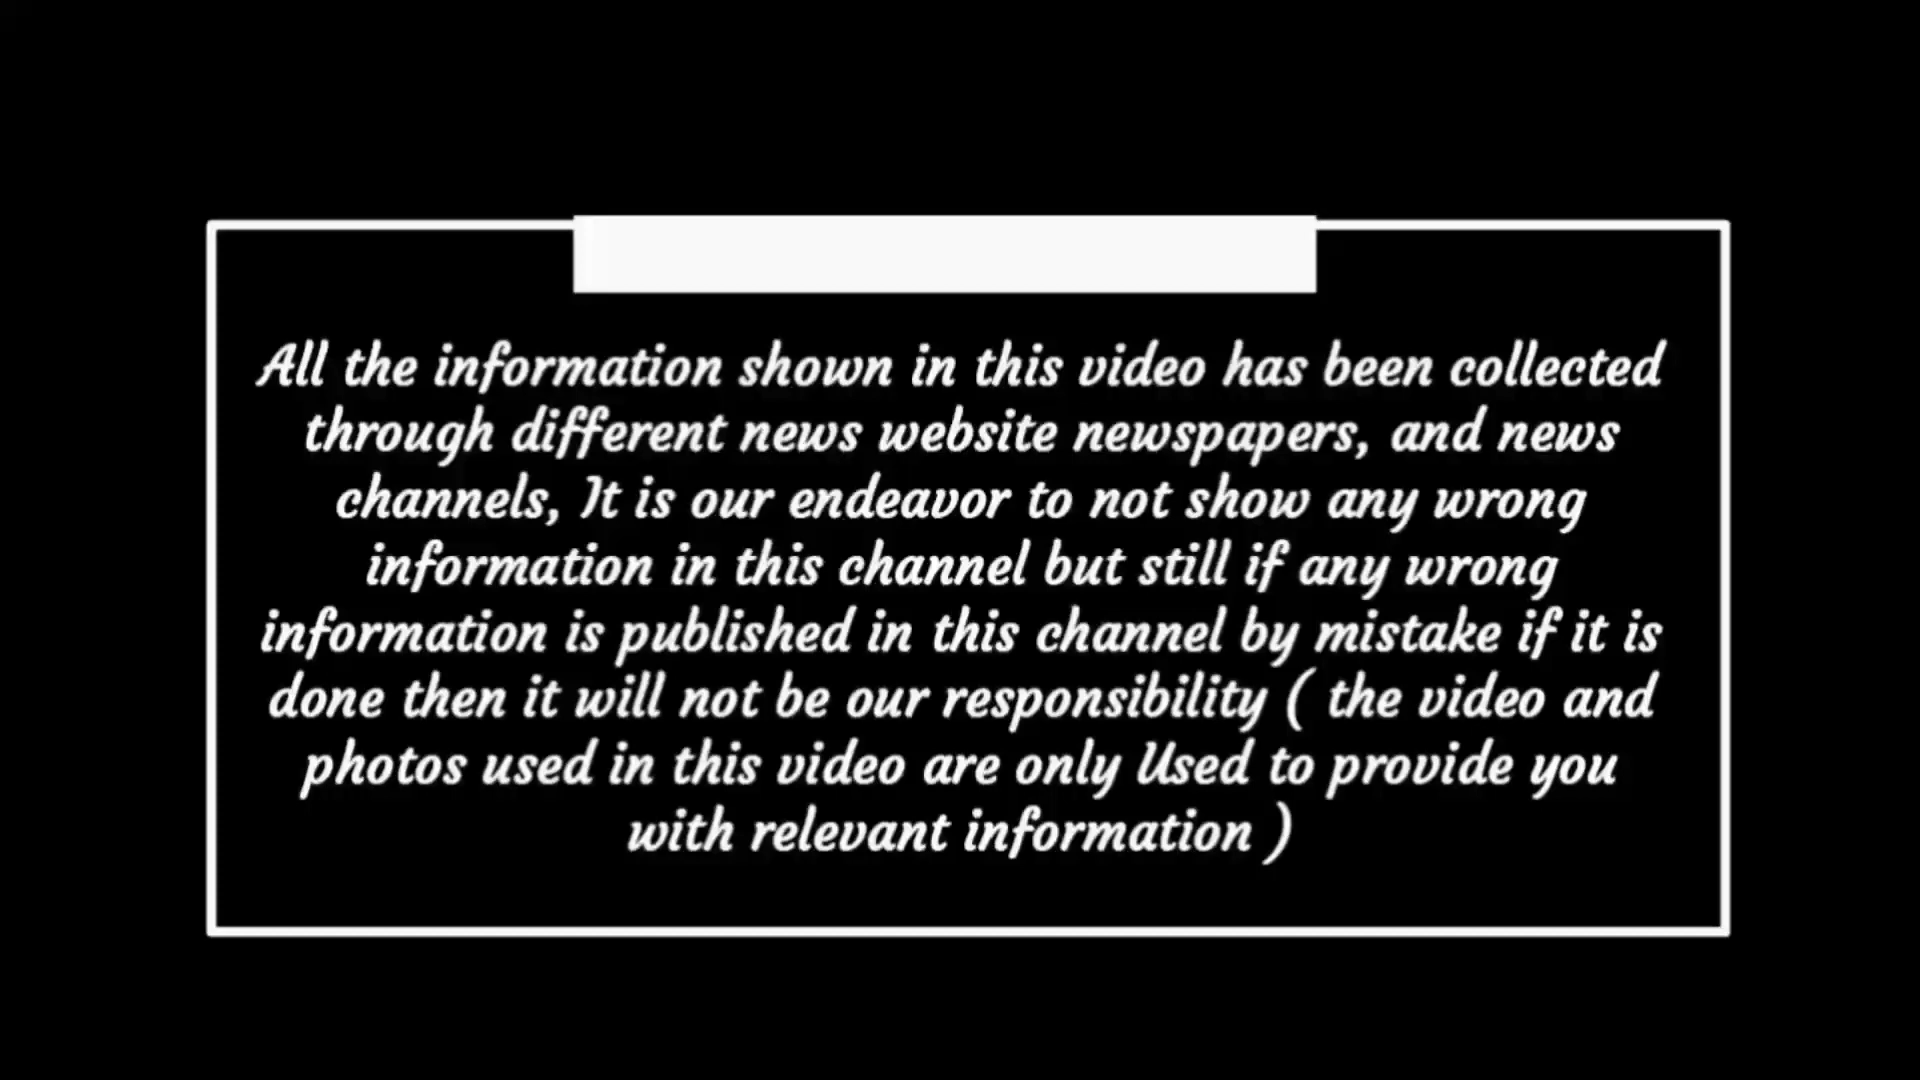 All the information shown in this video has been collected
through different news website newspapers, and news
channels, It is our endeavor to not show any wrong
information in this channel but still if any wrong
information is published in this channel by mistake if it is
done then it will not be our responsibility ( the video and
photos used in this video are only Used to provide you
with relevant information )